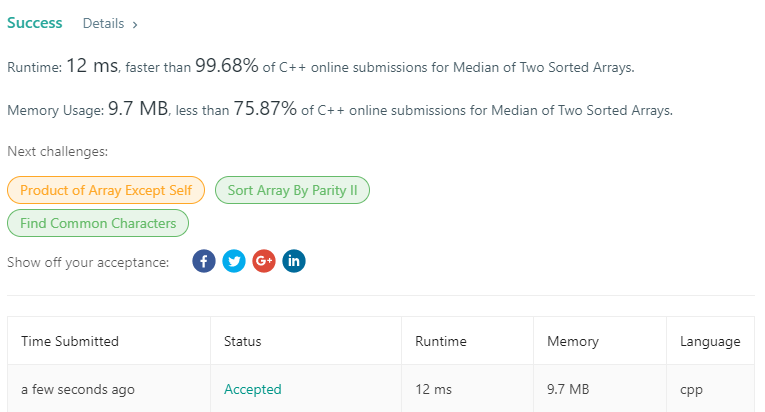 Success Details >
Runtime: 12 ms, faster than 99.68% of C++ online submissions for Median of Two Sorted Arrays.
Memory Usage: 9.7 MB, less than 75.87% of C++ online submissions for Median of Two Sorted Arrays.
Next challenges:
Product of Array Except Self Sort Array By Parity II
Find Common Characters
Show off your acceptance: f G+ in
Time Submitted Status Runtime Memory Language
a few seconds ago Accepted 12 ms 9.7 MB cpp